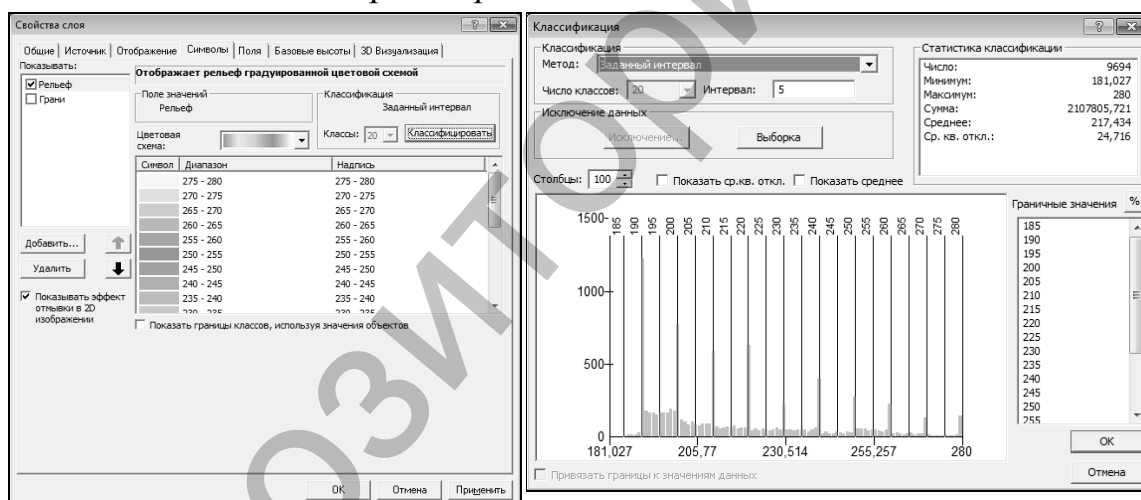 Свойства слоя
Общие Источник Отображение Символы Поля Базовые высоты 3D Визуализация
Показывать:
Рельеф
Грани
Добавить...
Удалить
Показывать эффект
отмывки в 2D
изображении
Отображает рельеф градуированной цветовой схемой
Поле значений
Рельеф
Классификация
Заданный интервал
Цветовая
схема:
Классы: 20 Классифицировать
Символ Диапазон Надпись
275 - 280 275 - 280
270 - 275 270 - 275
265 - 270 265 - 270
260 - 265 260 - 265
255 - 260 255 - 260
250 - 255 250 - 255
245 - 250 245 - 250
240 - 245 240 - 245
235 - 240 235 - 240
230 - 235 230 - 235
Показать границы классов, используя значения объектов
OK Отмена Применить
Классификация
Классификация
Метод: Заданный интервал
Число классов: 20 Интервал: 5
Исключение данных
Исключение... Выборка
Статистика классификации
Число: 9694
Минимум: 181,027
Максимум: 280
Сумма: 2107805,721
Среднее: 217,434
Ср. кв. откл.: 24,716
Столбцы: 100 Показать ср.кв. откл. Показать среднее
Граничные значения %
185
190
195
200
205
210
215
220
225
230
235
240
245
250
255
1500
1000
500
0
185 190 195 200 205 210 215 220 225 230 235 240 245 250 255 260 265 270 275 280
181,027 205,77 230,514 255,257 280
Привязать границы к значениям данных
OK
Отмена
ОЗИТОРИ